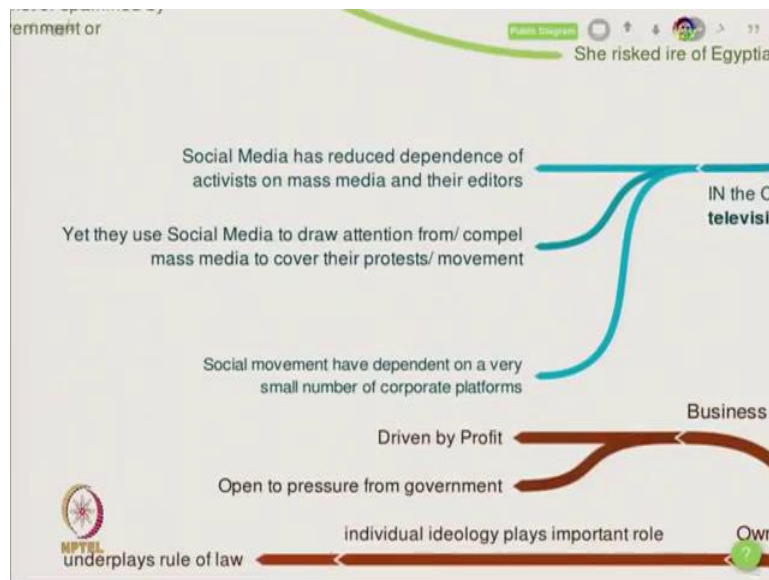 ernment or
Public Diagram
She risked ire of Egyptia
Social Media has reduced dependence of
activists on mass media and their editors
IN the C
televisi
Yet they use Social Media to draw attention from/ compel
mass media to cover their protests/ movement
Social movement have dependent on a very
small number of corporate platforms
Business
Driven by Profit
Open to pressure from government
individual ideology plays important role
Own
?
NPTEL
underplays rule of law